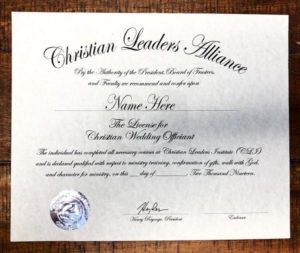 Christian Leaders Alliance
By the Authority of the President, Board of Trustees,
and Faculty we recommend and confer upon
Name Here
The License for
Christian Wedding Officiant
The individual has completed all necessary courses at Christian Leaders Institute (CLI)
and is declared qualified with respect to ministry training, confirmation of gifts, walk with God,
and character for ministry, on this ___ day of ________ Two Thousand Nineteen.
Henry Reyenga, President